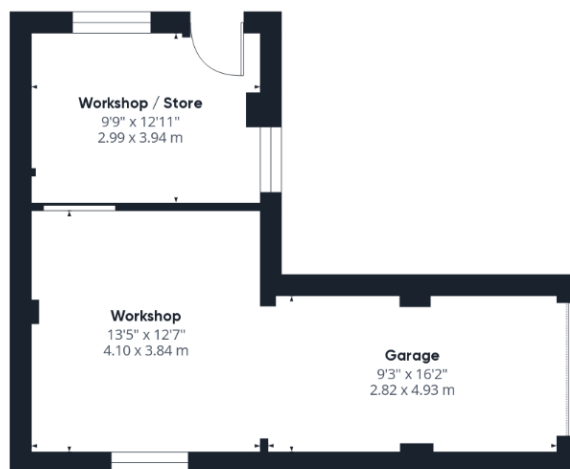 Workshop / Store
9'9" x 12'11"
2.99 x 3.94 m
Workshop
13'5" x 12'7"
4.10 x 3.84 m
Garage
9'3" x 16'2"
2.82 x 4.93 m